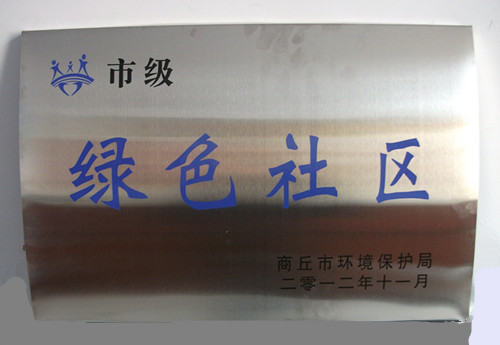 市级
绿色社区
商丘市环境保护局
二零一二年十一月